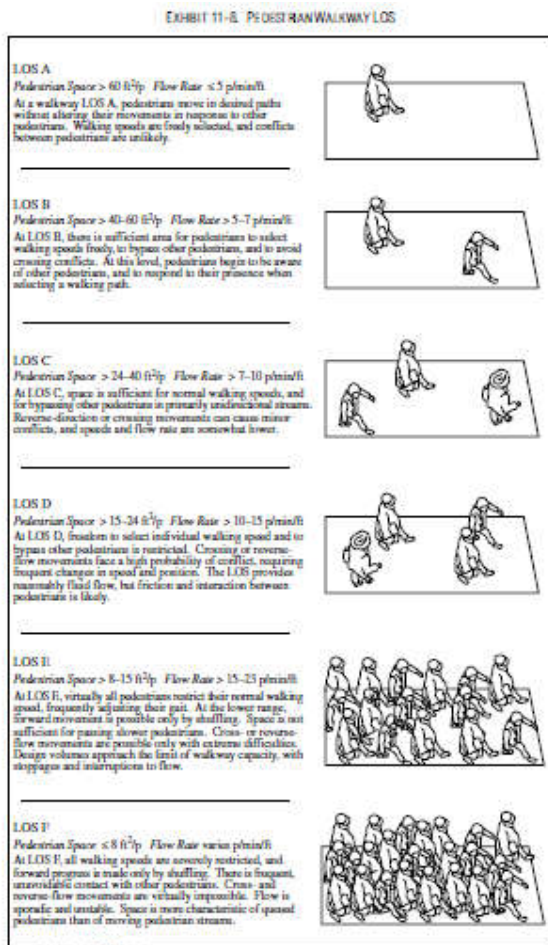 EXHIBIT 11-8. PEDESTRIAN WALKWAY LOS
LOS A
Pedestrian Space > 60 ft²/p Flow Rate ≤ 5 p/min/ft
At a walkway LOS A, pedestrians move in desired paths
without altering their movements in response to other
pedestrians. Walking speeds are freely selected, and conflicts
between pedestrians are unlikely.
LOS B
Pedestrian Space > 40–60 ft²/p Flow Rate > 5–7 p/min/ft
At LOS B, there is sufficient area for pedestrians to select
walking speeds freely, to bypass other pedestrians, and to avoid
crossing conflicts. At this level, pedestrians begin to be aware
of other pedestrians, and to respond to their presence when
selecting a walking path.
LOS C
Pedestrian Space > 24–40 ft²/p Flow Rate > 7–10 p/min/ft
At LOS C, space is sufficient for normal walking speeds, and
for bypassing other pedestrians in primarily unidirectional streams.
Reverse-direction or crossing movements can cause minor
conflicts, and speeds and flow rate are somewhat lower.
LOS D
Pedestrian Space > 15–24 ft²/p Flow Rate > 10–15 p/min/ft
At LOS D, freedom to select individual walking speed and to
bypass other pedestrians is restricted. Crossing or reverse-
flow movements face a high probability of conflict, requiring
frequent changes in speed and position. The LOS provides
reasonably fluid flow, but friction and interaction between
pedestrians is likely.
LOS E
Pedestrian Space > 8–15 ft²/p Flow Rate > 15–23 p/min/ft
At LOS E, virtually all pedestrians restrict their normal walking
speed, frequently adjusting their gait. At the lower range,
forward movement is possible only by shuffling. Space is not
sufficient for passing slower pedestrians. Cross- or reverse-
flow movements are possible only with extreme difficulties.
Design volumes approach the limit of walkway capacity, with
stoppages and interruptions to flow.
LOS F
Pedestrian Space ≤ 8 ft²/p Flow Rate varies p/min/ft
At LOS F, all walking speeds are severely restricted, and
forward progress is made only by shuffling. There is frequent,
unavoidable contact with other pedestrians. Cross- and
reverse-flow movements are virtually impossible. Flow is
sporadic and unstable. Space is more characteristic of queued
pedestrians than of moving pedestrian streams.